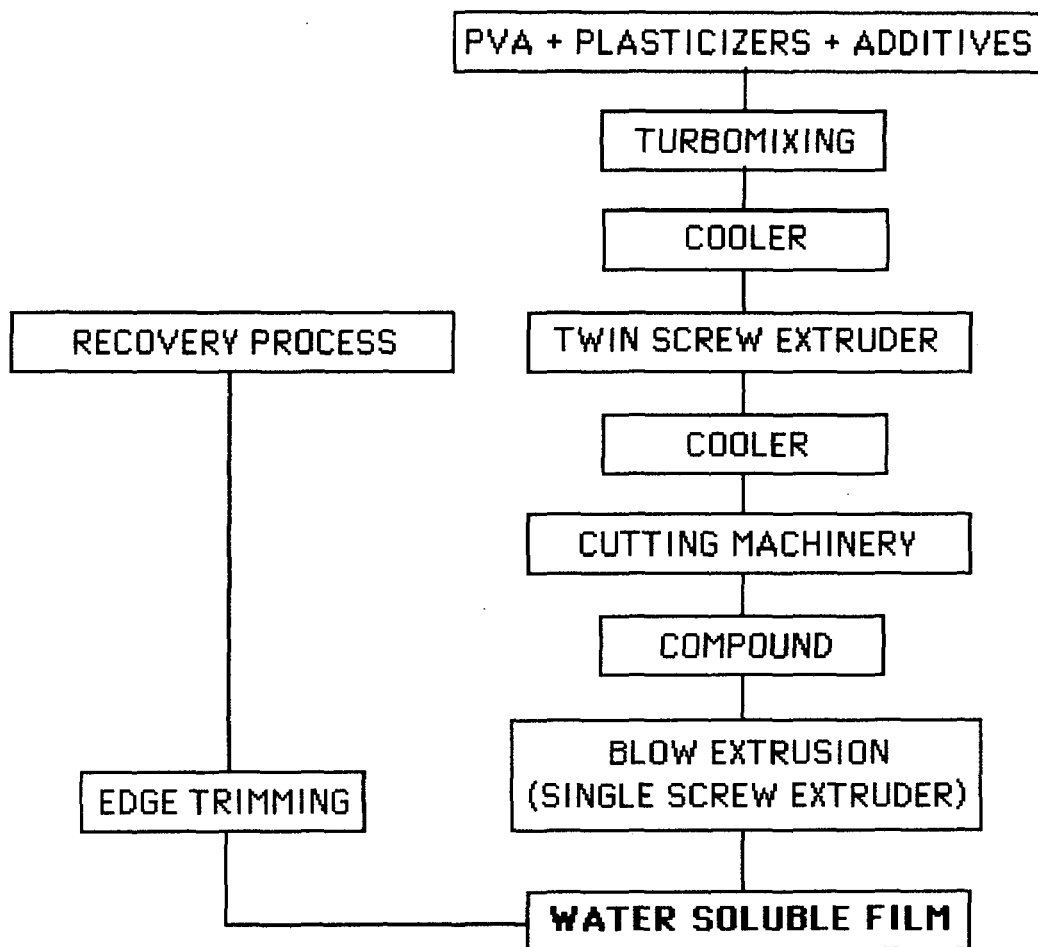 PVA + PLASTICIZERS + ADDITIVES
TURBOMIXING
COOLER
RECOVERY PROCESS
TWIN SCREW EXTRUDER
COOLER
CUTTING MACHINERY
COMPOUND
BLOW EXTRUSION
(SINGLE SCREW EXTRUDER)
EDGE TRIMMING
WATER SOLUBLE FILM